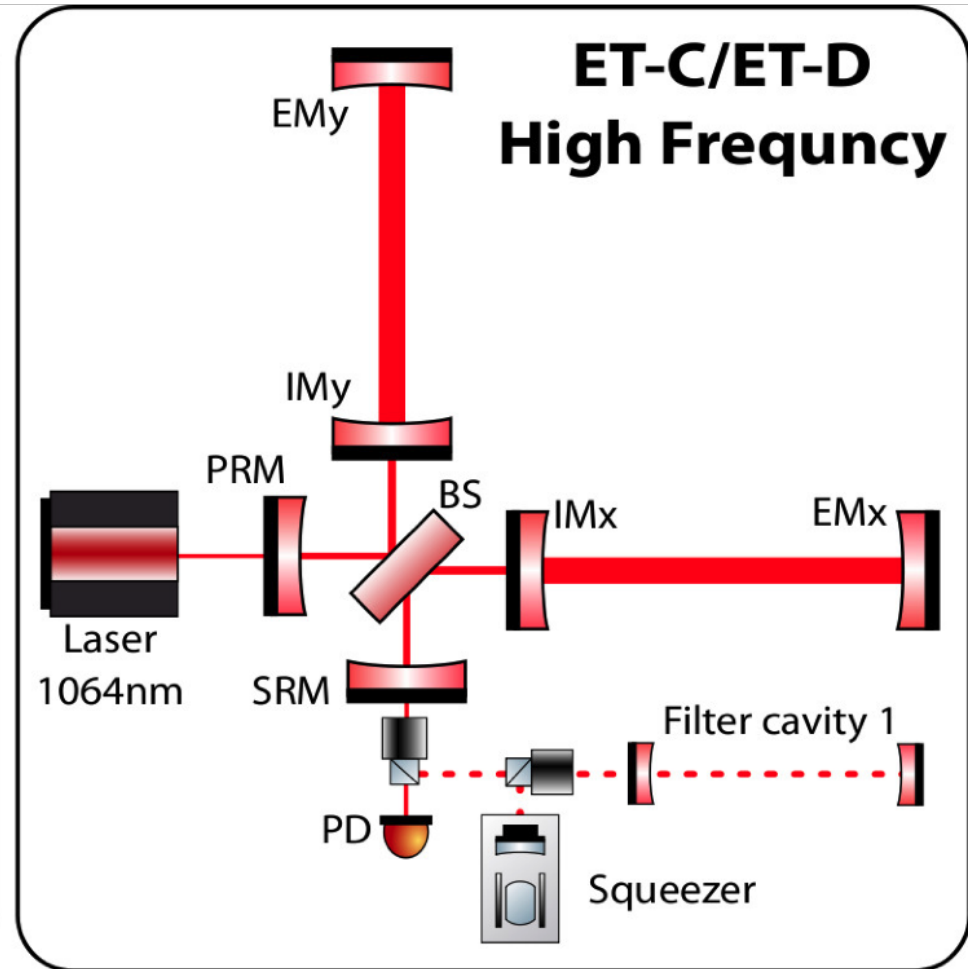 ET-C/ET-D
High Frequncy
EMy
IMy
PRM
BS
IMx
EMx
Laser
1064nm
SRM
Filter cavity 1
PD
Squeezer